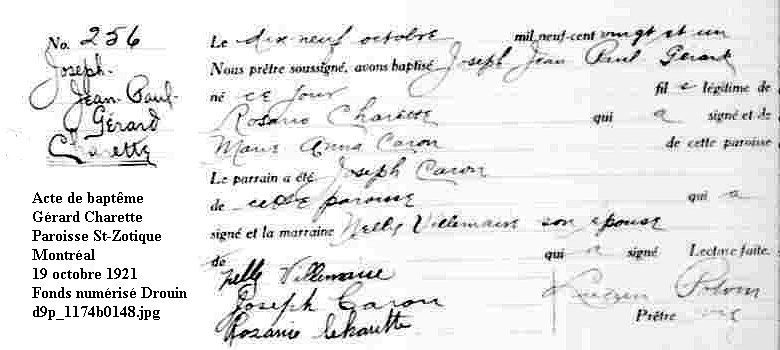 No. 256
Joseph-
Jean-Paul-
Gérard
Charette
Le dix-neuf octobre mil neuf-cent vingt et un
Nous prêtre soussigné, avons baptisé Joseph Jean Paul Gérard
né ce jour fils légitime de
Rosario Charette qui a signé et de
Marie Anna Caron de cette paroisse
Le parrain a été Joseph Caron
de cette paroisse qui a
signé et la marraine Nelly Villemaire son épouse
de qui a signé Lecture faite.
Nelly Villemaire
Joseph Caron
Prêtre
Acte de baptême
Gérard Charette
Paroisse St-Zotique
Montréal
19 octobre 1921
Fonds numérisé Drouin
d9p_1174b0148.jpg